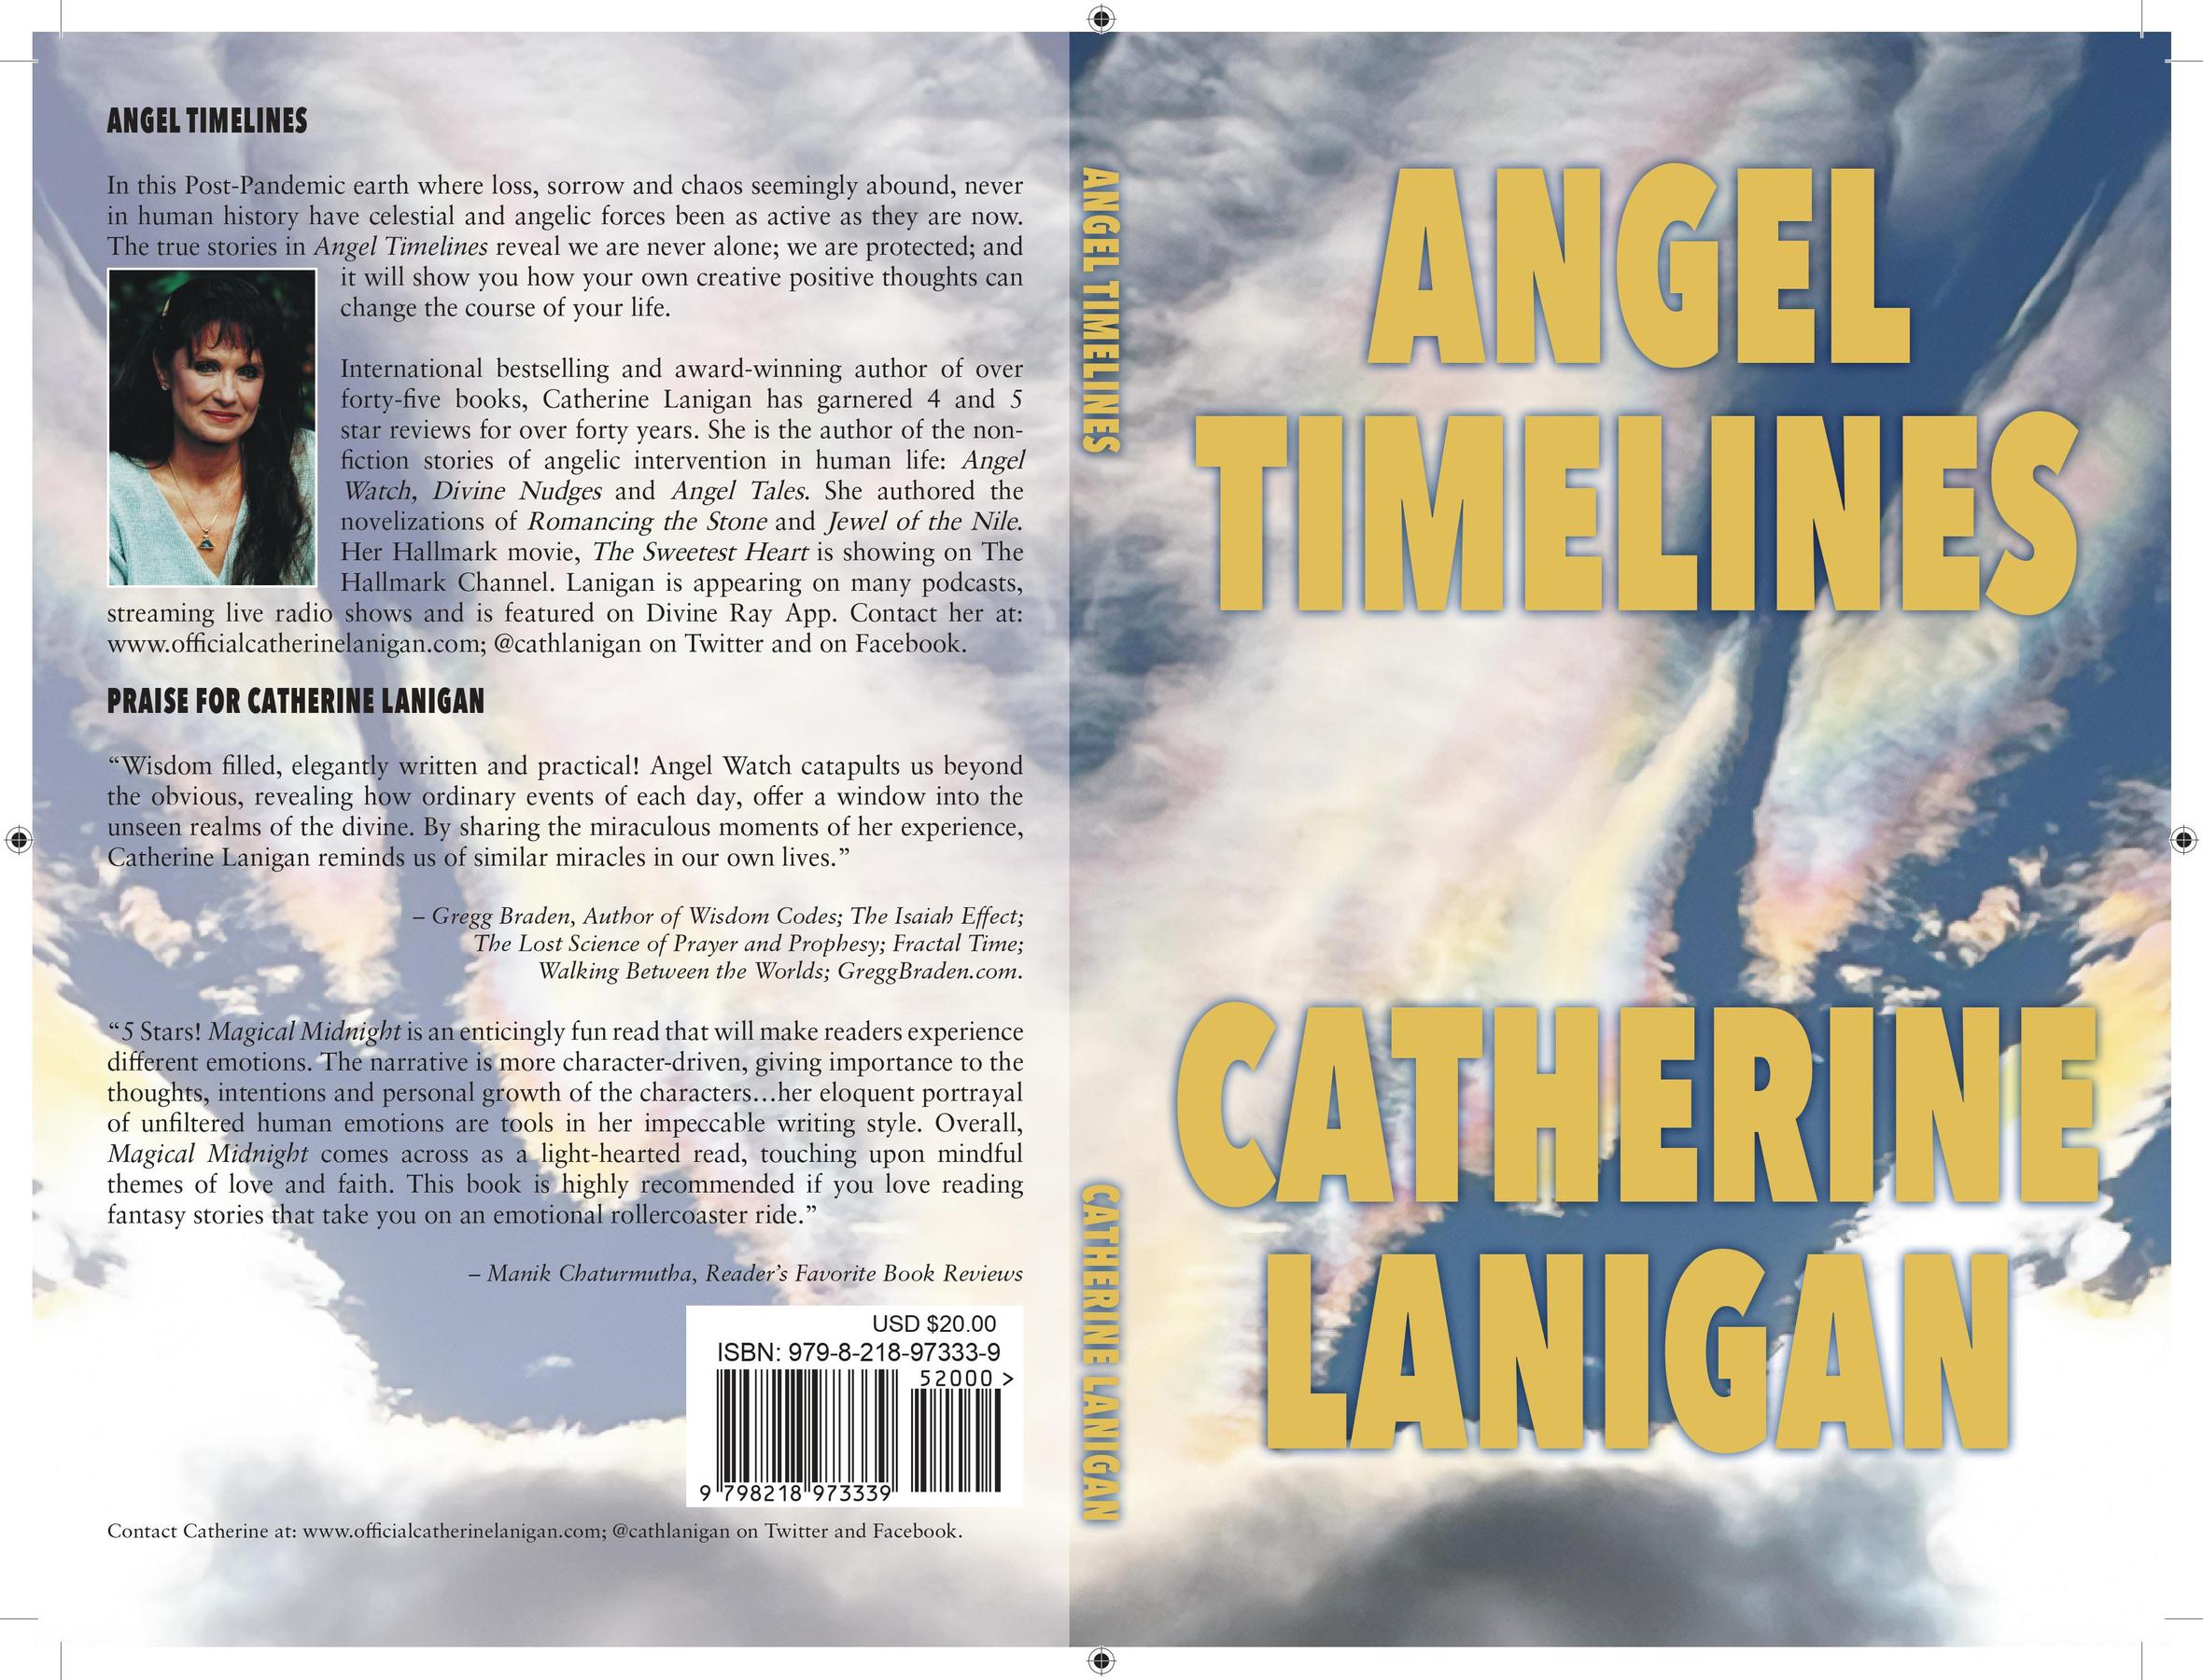 ANGEL TIMELINES
In this Post-Pandemic earth where loss, sorrow and chaos seemingly abound, never
in human history have celestial and angelic forces been as active as they are now.
The true stories in Angel Timelines reveal we are never alone; we are protected; and
it will show you how your own creative positive thoughts can
change the course of your life.
International bestselling and award-winning author of over
forty-five books, Catherine Lanigan has garnered 4 and 5
star reviews for over forty years. She is the author of the non-
fiction stories of angelic intervention in human life: Angel
Watch, Divine Nudges and Angel Tales. She authored the
novelizations of Romancing the Stone and Jewel of the Nile.
Her Hallmark movie, The Sweetest Heart is showing on The
Hallmark Channel. Lanigan is appearing on many podcasts,
streaming live radio shows and is featured on Divine Ray App. Contact her at:
www.officialcatherinelanigan.com; @cathlanigan on Twitter and on Facebook.
PRAISE FOR CATHERINE LANIGAN
“Wisdom filled, elegantly written and practical! Angel Watch catapults us beyond
the obvious, revealing how ordinary events of each day, offer a window into the
unseen realms of the divine. By sharing the miraculous moments of her experience,
Catherine Lanigan reminds us of similar miracles in our own lives.”
– Gregg Braden, Author of Wisdom Codes; The Isaiah Effect;
The Lost Science of Prayer and Prophesy; Fractal Time;
Walking Between the Worlds; GreggBraden.com.
“5 Stars! Magical Midnight is an enticingly fun read that will make readers experience
different emotions. The narrative is more character-driven, giving importance to the
thoughts, intentions and personal growth of the characters…her eloquent portrayal
of unfiltered human emotions are tools in her impeccable writing style. Overall,
Magical Midnight comes across as a light-hearted read, touching upon mindful
themes of love and faith. This book is highly recommended if you love reading
fantasy stories that take you on an emotional rollercoaster ride.”
– Manik Chaturmutha, Reader’s Favorite Book Reviews
USD $20.00
ISBN: 979-8-218-97333-9
52000 >
9 798218 973339
Contact Catherine at: www.officialcatherinelanigan.com; @cathlanigan on Twitter and Facebook.
ANGEL TIMELINES
CATHERINE LANIGAN
ANGEL
TIMELINES
CATHERINE
LANIGAN